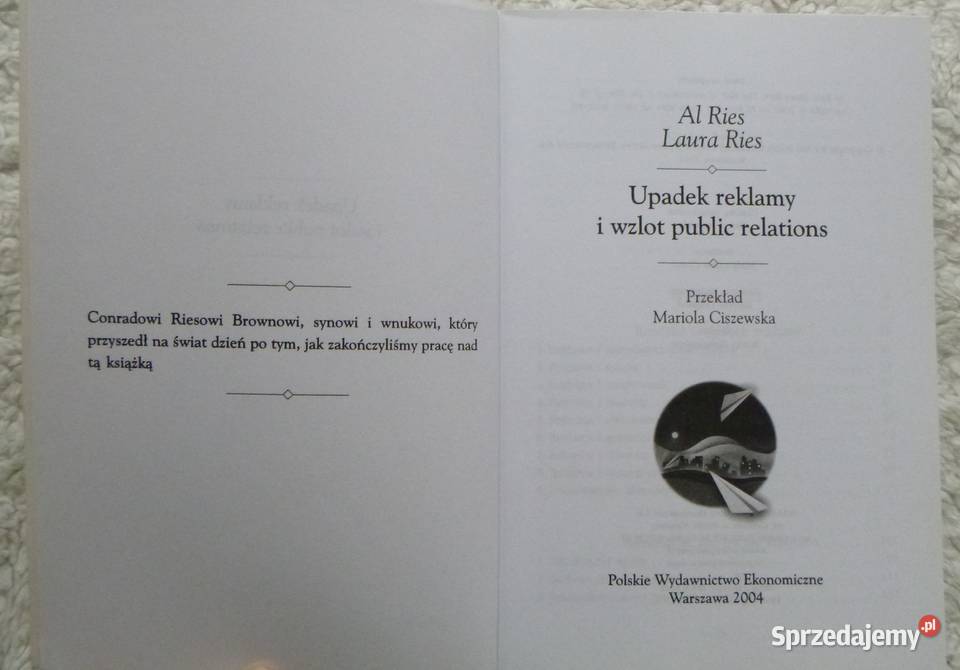 Conradowi Riesowi Brownowi, synowi i wnukowi, który
przyszedł na świat dzień po tym, jak zakończyliśmy pracę nad
tą książką
Al Ries
Laura Ries
Upadek reklamy
i wzlot public relations
Przekład
Mariola Ciszewska
Polskie Wydawnictwo Ekonomiczne
Warszawa 2004
Sprzedajemy.pl